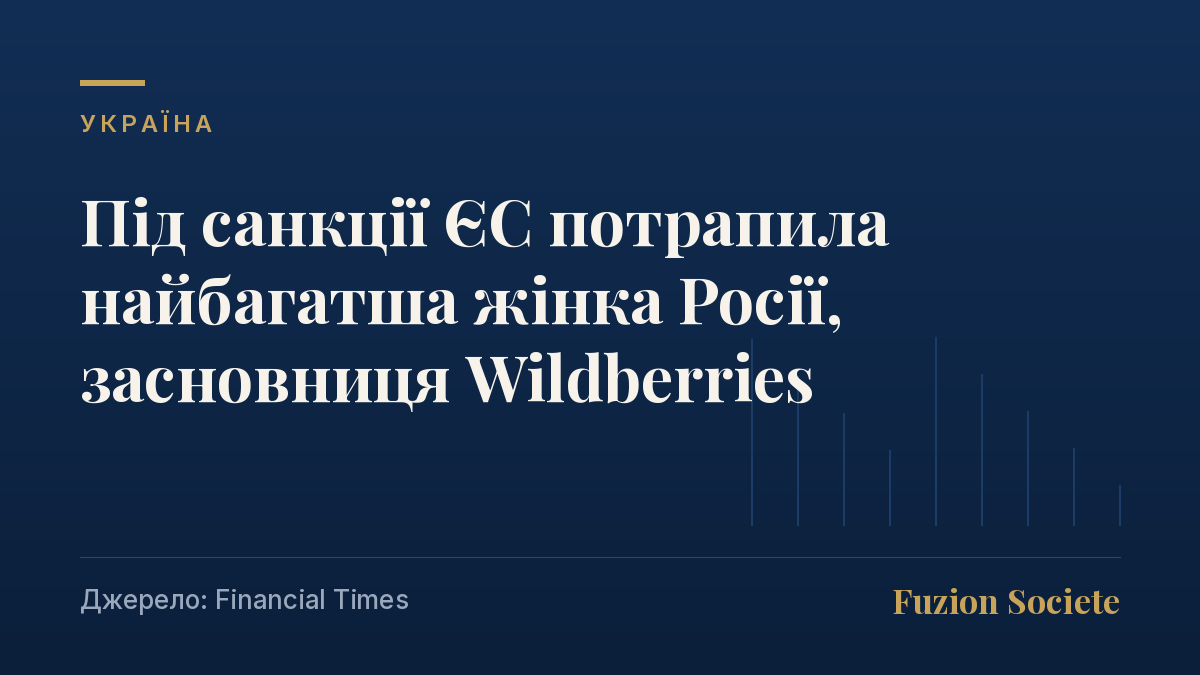 УКРАЇНА
Під санкції ЄС потрапила
найбагатша жінка Росії,
засновниця Wildberries
Джерело: Financial Times
Fuzion Societe